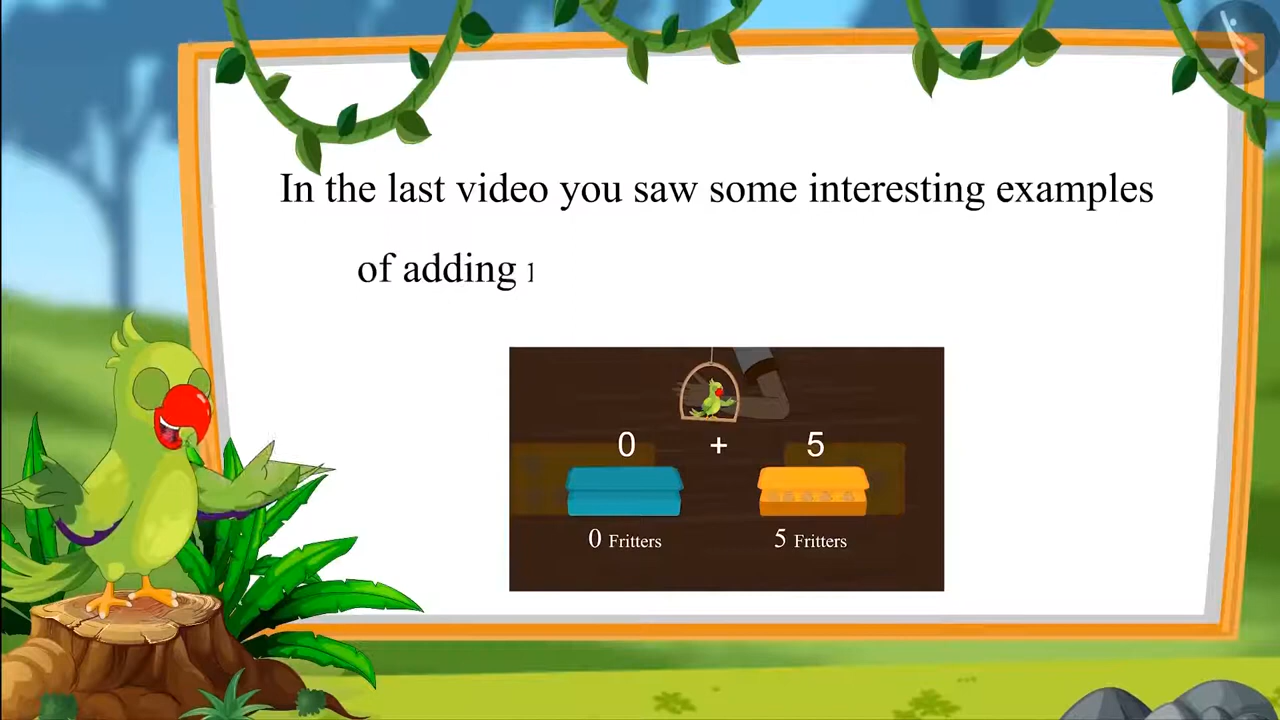 In the last video you saw some interesting examples
of adding
0 + 5
0 Fritters 5 Fritters